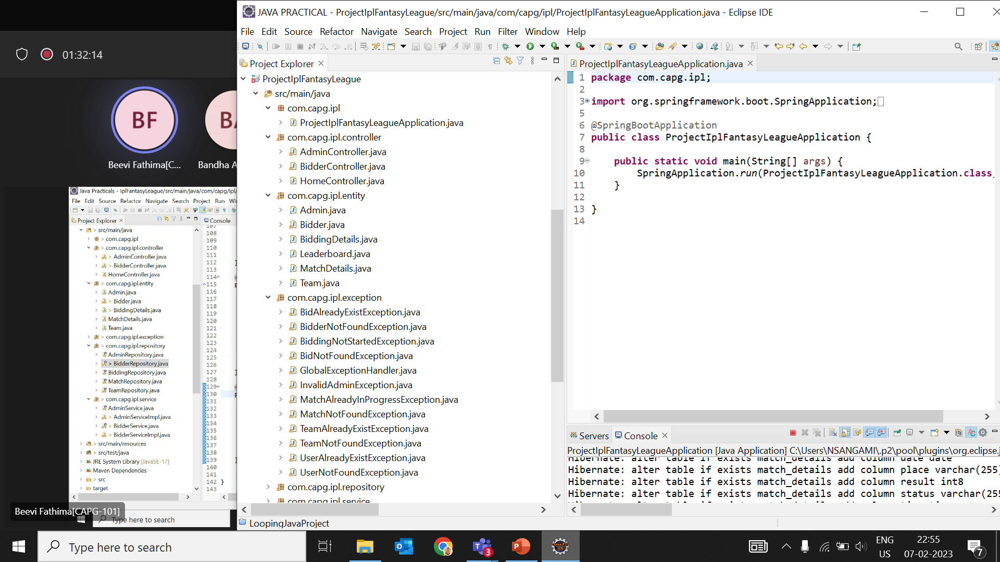 JAVA PRACTICAL - ProjectIplFantasyLeague/src/main/java/com/capg/ipl/ProjectIplFantasyLeagueApplication.java - Eclipse IDE
File Edit Source Refactor Navigate Search Project Run Filter Window Help
01:32:14
BF
Beevi Fathima[C...
Bandha A
Java Practicals - IplFantasyLeague/src/main/java/com/capg/ipl/
File Edit Source Refactor Navigate Search Project Run
Project Explorer
Console
> src/main/java
> com.capg.ipl
> com.capg.ipl.controller
> AdminController.java
> BidderController.java
HomeController.java
> com.capg.ipl.entity
Admin.java
> Bidder.java
> BiddingDetails.java
MatchDetails.java
Team.java
> com.capg.ipl.exception
> com.capg.ipl.repository
AdminRepository.java
> BidderRepository.java
BiddingRepository.java
MatchRepository.java
TeamRepository.java
> com.capg.ipl.service
AdminService.java
> AdminServiceImpl.java
> BidderService.java
> BidderServiceImpl.java
> src/main/resources
> src/test/java
JRE System Library [JavaSE-17]
Maven Dependencies
> src
target
107
108
109
110
111
112 }
113
114
115
116
117
118
119
120
121
122
123
124
125
126
127 }
128
129
130
131
132
133
134
135
136
137
138
139 }
140
141
142 }
143
Beevi Fathima[CAPG-101]
Type here to search
Project Explorer
ProjectIplFantasyLeague
src/main/java
com.capg.ipl
ProjectIplFantasyLeagueApplication.java
com.capg.ipl.controller
AdminController.java
BidderController.java
HomeController.java
com.capg.ipl.entity
Admin.java
Bidder.java
BiddingDetails.java
Leaderboard.java
MatchDetails.java
Team.java
com.capg.ipl.exception
BidAlreadyExistException.java
BidderNotFoundException.java
BiddingNotStartedException.java
BidNotFoundException.java
GlobalExceptionHandler.java
InvalidAdminException.java
MatchAlreadyInProgressException.java
MatchNotFoundException.java
TeamAlreadyExistException.java
TeamNotFoundException.java
UserAlreadyExistException.java
UserNotFoundException.java
com.capg.ipl.repository
com.capg.ipl.service
LoopingJavaProject
ProjectIplFantasyLeagueApplication.java
1 package com.capg.ipl;
2
3 import org.springframework.boot.SpringApplication;
5
6 @SpringBootApplication
7 public class ProjectIplFantasyLeagueApplication {
8
9 public static void main(String[] args) {
10 SpringApplication.run(ProjectIplFantasyLeagueApplication.class,
11 }
12
13 }
14
Servers Console
ProjectIplFantasyLeagueApplication [Java Application] C:\Users\NSANGAMI\.p2\pool\plugins\org.eclipse.j
Hibernate: alter table if exists match_details add column date date
Hibernate: alter table if exists match_details add column place varchar(255)
Hibernate: alter table if exists match_details add column result int8
Hibernate: alter table if exists match_details add column status varchar(255
Type here to search
3
ENG
US
22:55
07-02-2023
7